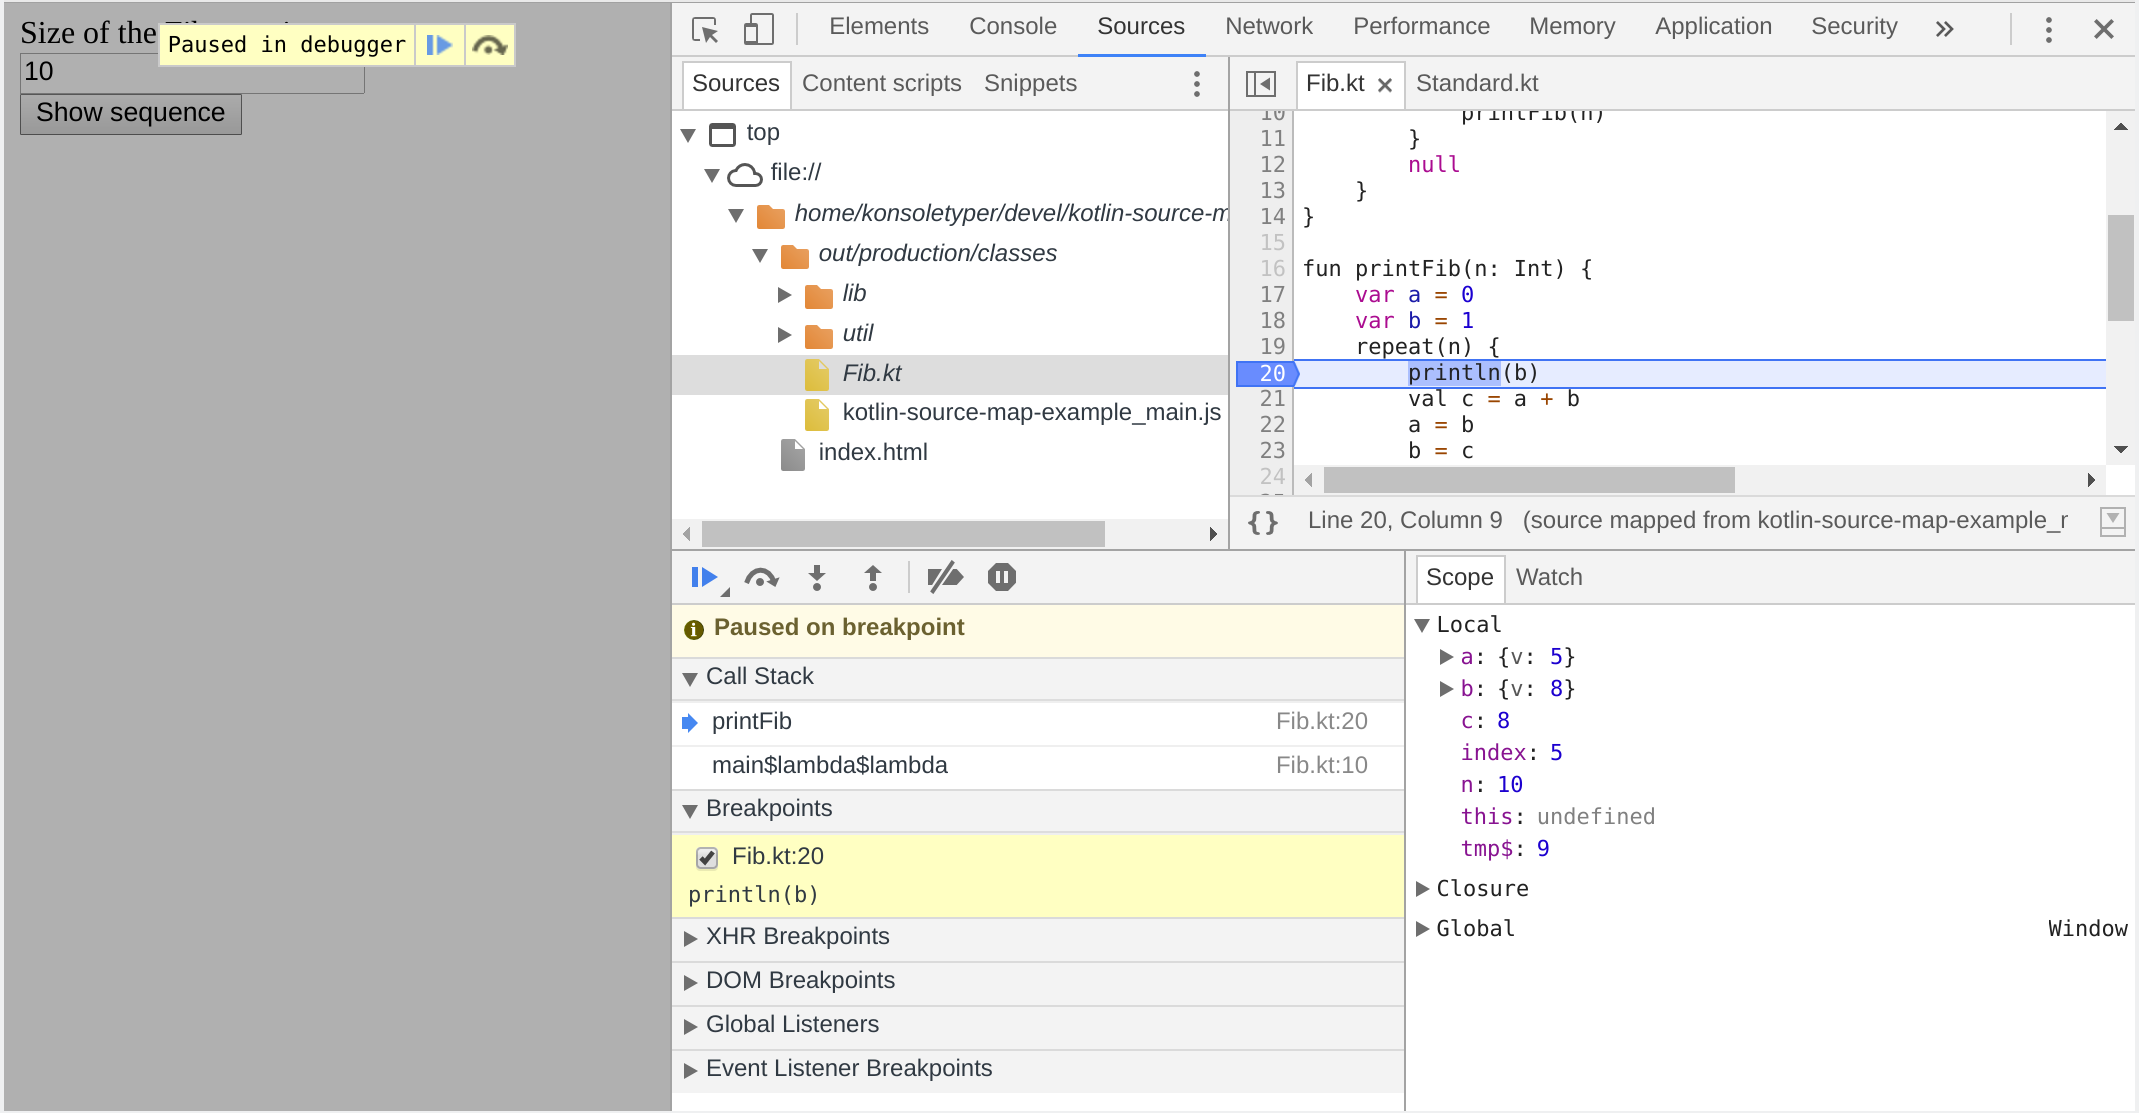 Size of the
Paused in debugger
10
Show sequence
Elements Console Sources Network Performance Memory Application Security »
Sources Content scripts Snippets
top
file://
home/konsoletyper/devel/kotlin-source-m
out/production/classes
lib
util
Fib.kt
kotlin-source-map-example_main.js
index.html
Fib.kt Standard.kt
10 printFib(n)
11 }
12 null
13 }
14 }
15
16 fun printFib(n: Int) {
17 var a = 0
18 var b = 1
19 repeat(n) {
20 println(b)
21 val c = a + b
22 a = b
23 b = c
24
{} Line 20, Column 9 (source mapped from kotlin-source-map-example_r
Paused on breakpoint
Call Stack
printFib Fib.kt:20
main$lambda$lambda Fib.kt:10
Breakpoints
Fib.kt:20
println(b)
XHR Breakpoints
DOM Breakpoints
Global Listeners
Event Listener Breakpoints
Scope Watch
Local
a: {v: 5}
b: {v: 8}
c: 8
index: 5
n: 10
this: undefined
tmp$: 9
Closure
Global Window